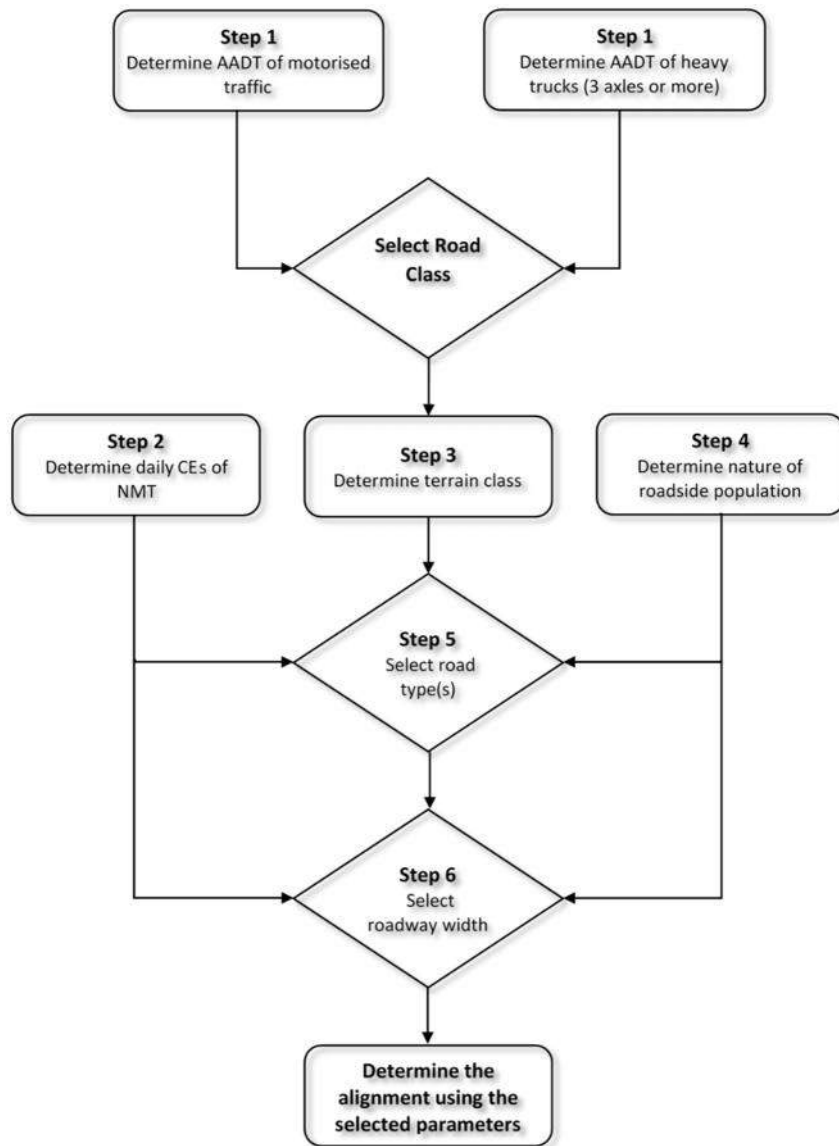 Step 1
Determine AADT of motorised
traffic
Step 1
Determine AADT of heavy
trucks (3 axles or more)
Select Road
Class
Step 2
Determine daily CEs of
NMT
Step 3
Determine terrain class
Step 4
Determine nature of
roadside population
Step 5
Select road
type(s)
Step 6
Select
roadway width
Determine the
alignment using the
selected parameters